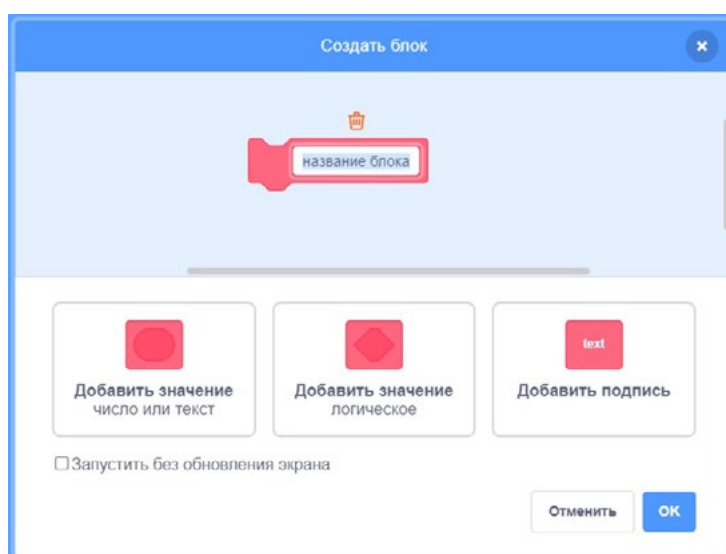 Создать блок
название блока
text
Добавить значение
число или текст
Добавить значение
логическое
Добавить подпись
Запустить без обновления экрана
Отменить
ОК